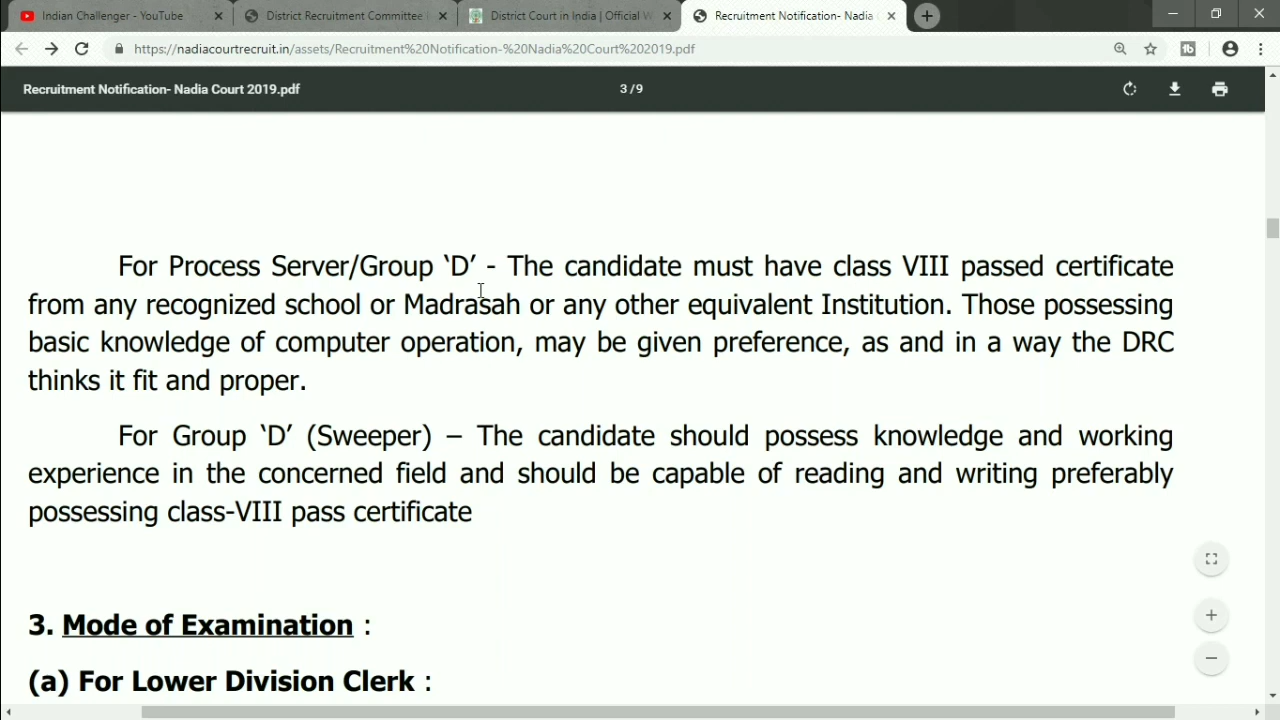 Indian Challenger - YouTube
District Recruitment Committee
District Court in India | Official W
Recruitment Notification- Nadia
https://nadiacourtrecruit.in/assets/Recruitment%20Notification-%20Nadia%20Court%202019.pdf
Recruitment Notification- Nadia Court 2019.pdf
3 / 9
For Process Server/Group ‘D’ - The candidate must have class VIII passed certificate
from any recognized school or Madrasah or any other equivalent Institution. Those possessing
basic knowledge of computer operation, may be given preference, as and in a way the DRC
thinks it fit and proper.
For Group ‘D’ (Sweeper) – The candidate should possess knowledge and working
experience in the concerned field and should be capable of reading and writing preferably
possessing class-VIII pass certificate
3. Mode of Examination :
(a) For Lower Division Clerk :